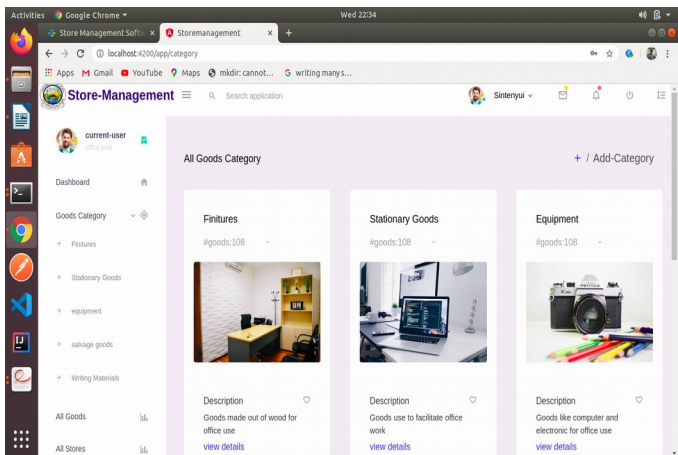 Activities Google Chrome Wed 22:34
Store Management Softw Storemanagement
localhost:4200/app/category
Apps Gmail YouTube Maps mkdir: cannot... writing many s...
Store-Management Search application Sintenyui
current-user
office post
All Goods Category + / Add-Category
Dashboard
Goods Category
Finitures
Stationary Goods
equipment
salvage goods
Writing Materials
All Goods
All Stores
Finitures
#goods:108
Description
Goods made out of wood for
office use
view details
Stationary Goods
#goods:108
Description
Goods use to facilitate office
work
view details
Equipment
#goods:108
PENTAX
Description
Goods like computer and
electronic for office use
view details